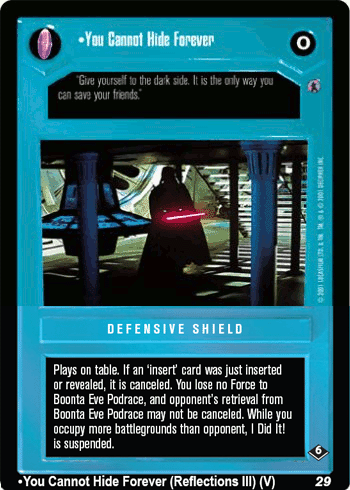 •You Cannot Hide Forever
"Give yourself to the dark side. It is the only way you
can save your friends."
DEFENSIVE SHIELD
Plays on table. If an 'insert' card was just inserted
or revealed, it is canceled. You lose no Force to
Boonta Eve Podrace, and opponent's retrieval from
Boonta Eve Podrace may not be canceled. While you
occupy more battlegrounds than opponent, I Did It!
is suspended.
6
•You Cannot Hide Forever (Reflections III) (V) 29